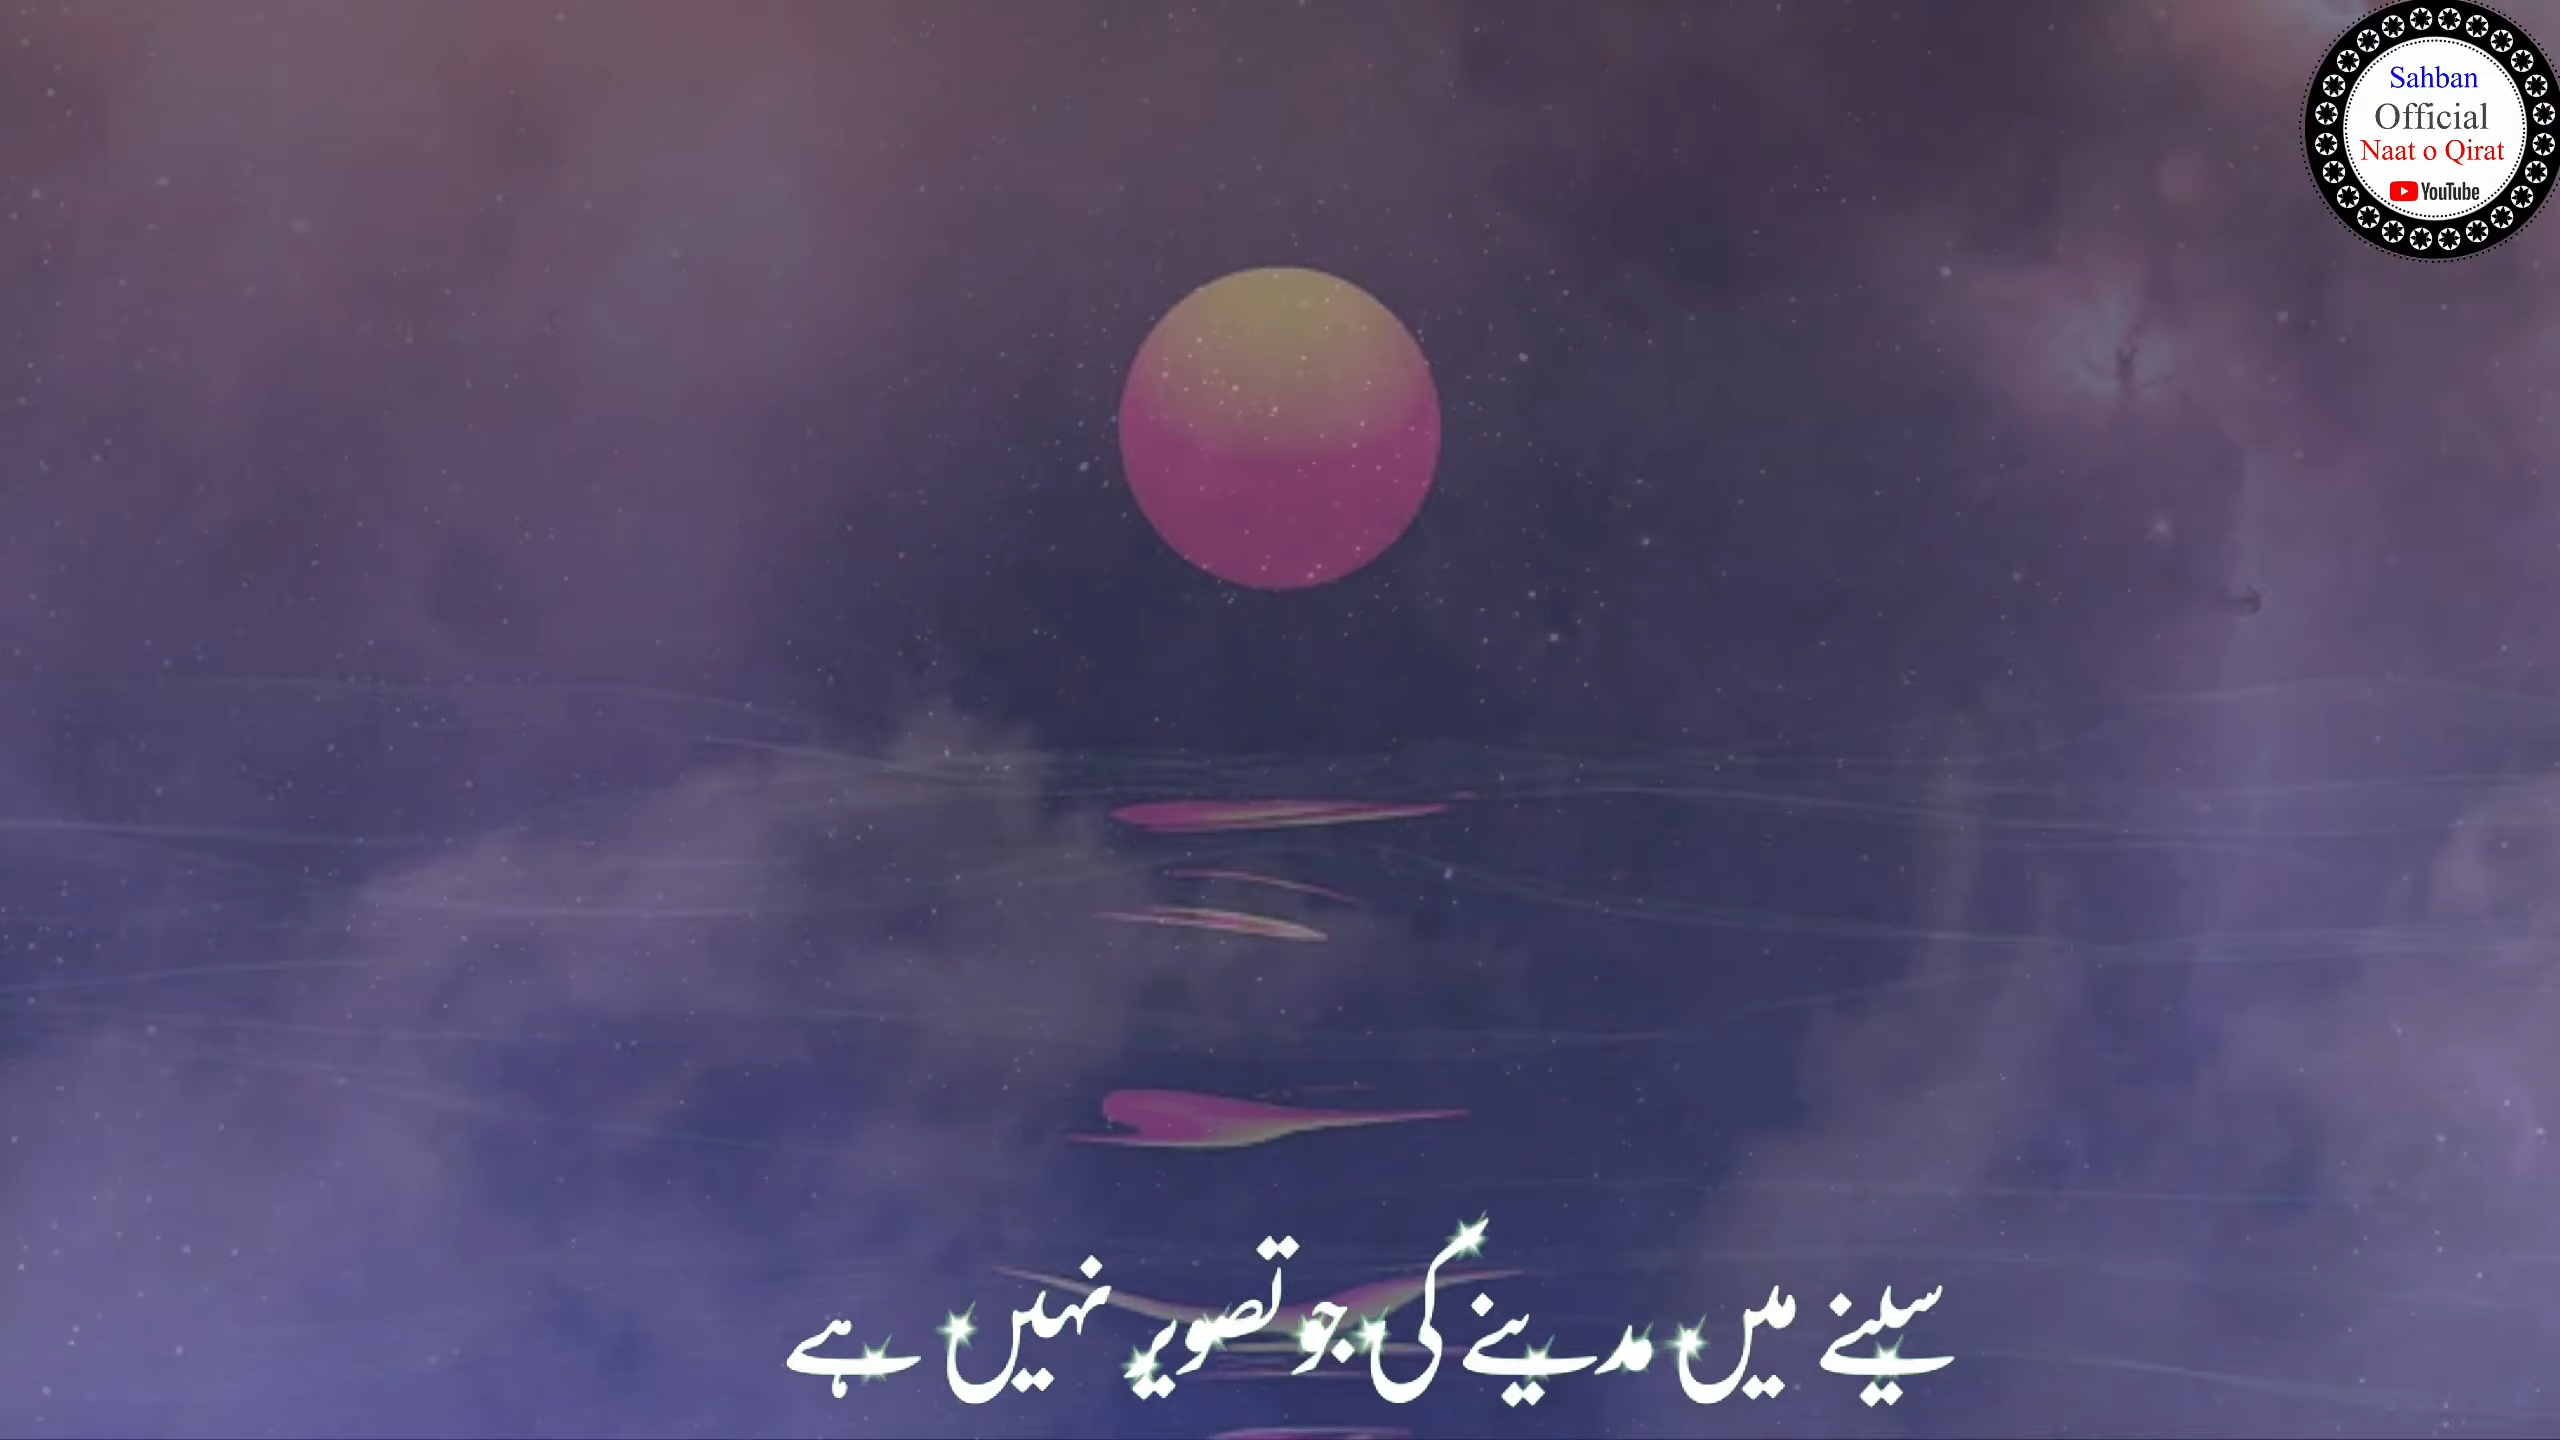 Sahban
Official
Naat o Qirat
YouTube
سینے میں مدینے کی جو تصویر نہیں ہے